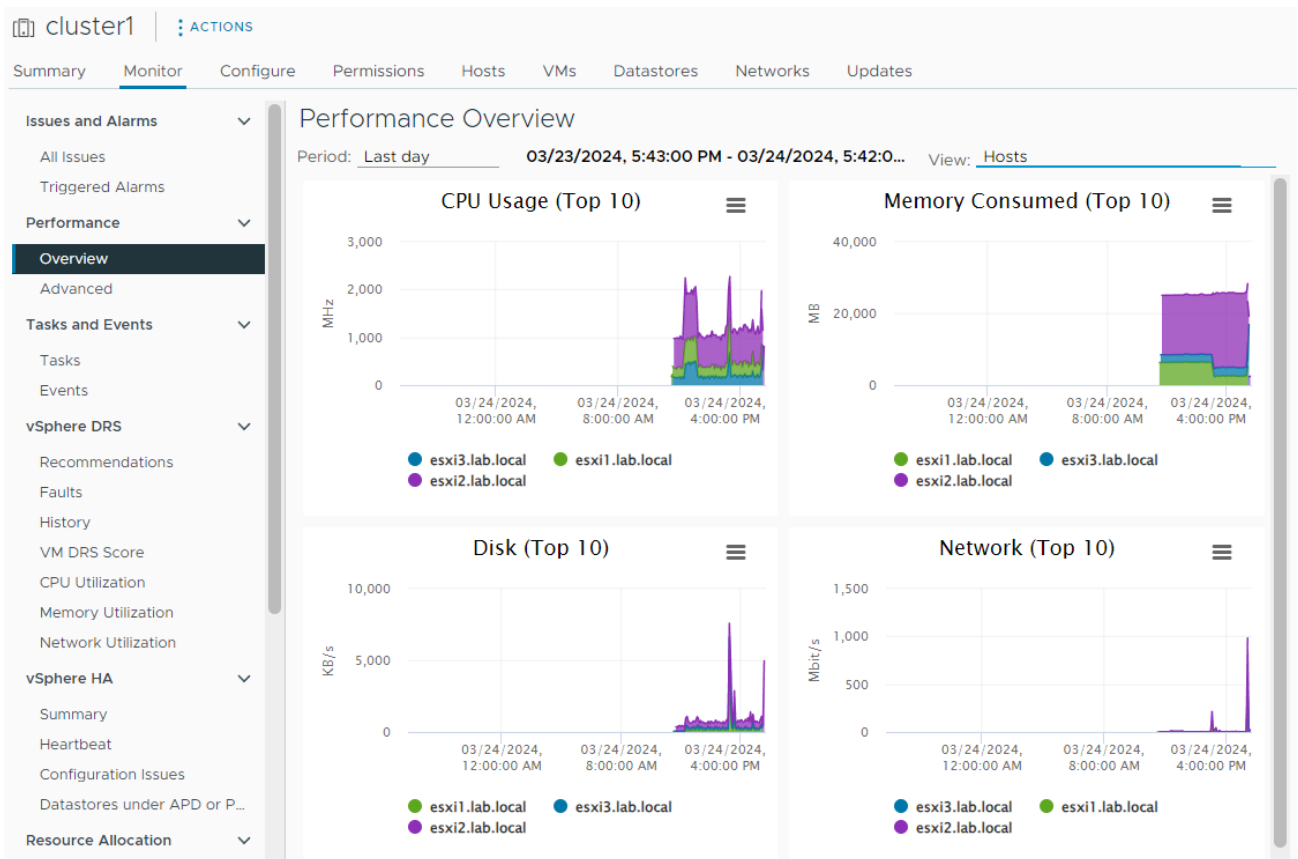 cluster1 ACTIONS
Summary Monitor Configure Permissions Hosts VMs Datastores Networks Updates
Issues and Alarms
All Issues
Triggered Alarms
Performance
Overview
Advanced
Tasks and Events
Tasks
Events
vSphere DRS
Recommendations
Faults
History
VM DRS Score
CPU Utilization
Memory Utilization
Network Utilization
vSphere HA
Summary
Heartbeat
Configuration Issues
Datastores under APD or P...
Resource Allocation
Performance Overview
Period: Last day 03/23/2024, 5:43:00 PM - 03/24/2024, 5:42:0... View: Hosts
CPU Usage (Top 10)
3,000
2,000
1,000
0
MHz
03/24/2024, 03/24/2024, 03/24/2024,
12:00:00 AM 8:00:00 AM 4:00:00 PM
esxi3.lab.local esxi1.lab.local
esxi2.lab.local
Memory Consumed (Top 10)
40,000
20,000
0
MB
03/24/2024, 03/24/2024, 03/24/2024,
12:00:00 AM 8:00:00 AM 4:00:00 PM
esxi1.lab.local esxi3.lab.local
esxi2.lab.local
Disk (Top 10)
10,000
5,000
0
KB/s
03/24/2024, 03/24/2024, 03/24/2024,
12:00:00 AM 8:00:00 AM 4:00:00 PM
esxi1.lab.local esxi3.lab.local
esxi2.lab.local
Network (Top 10)
1,500
1,000
500
0
Mbit/s
03/24/2024, 03/24/2024, 03/24/2024,
12:00:00 AM 8:00:00 AM 4:00:00 PM
esxi3.lab.local esxi1.lab.local
esxi2.lab.local